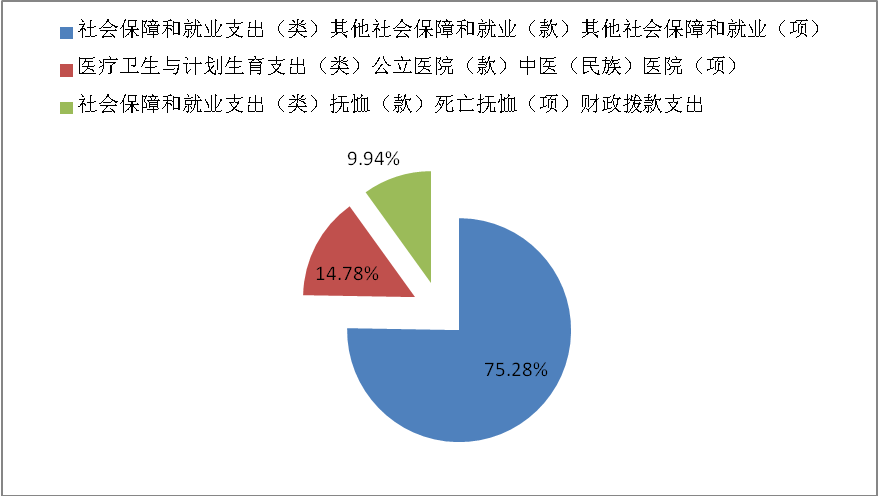 社会保障和就业支出（类）其他社会保障和就业（款）其他社会保障和就业（项）
医疗卫生与计划生育支出（类）公立医院（款）中医（民族）医院（项）
社会保障和就业支出（类）抚恤（款）死亡抚恤（项）财政拨款支出
9.94%
14.78%
75.28%